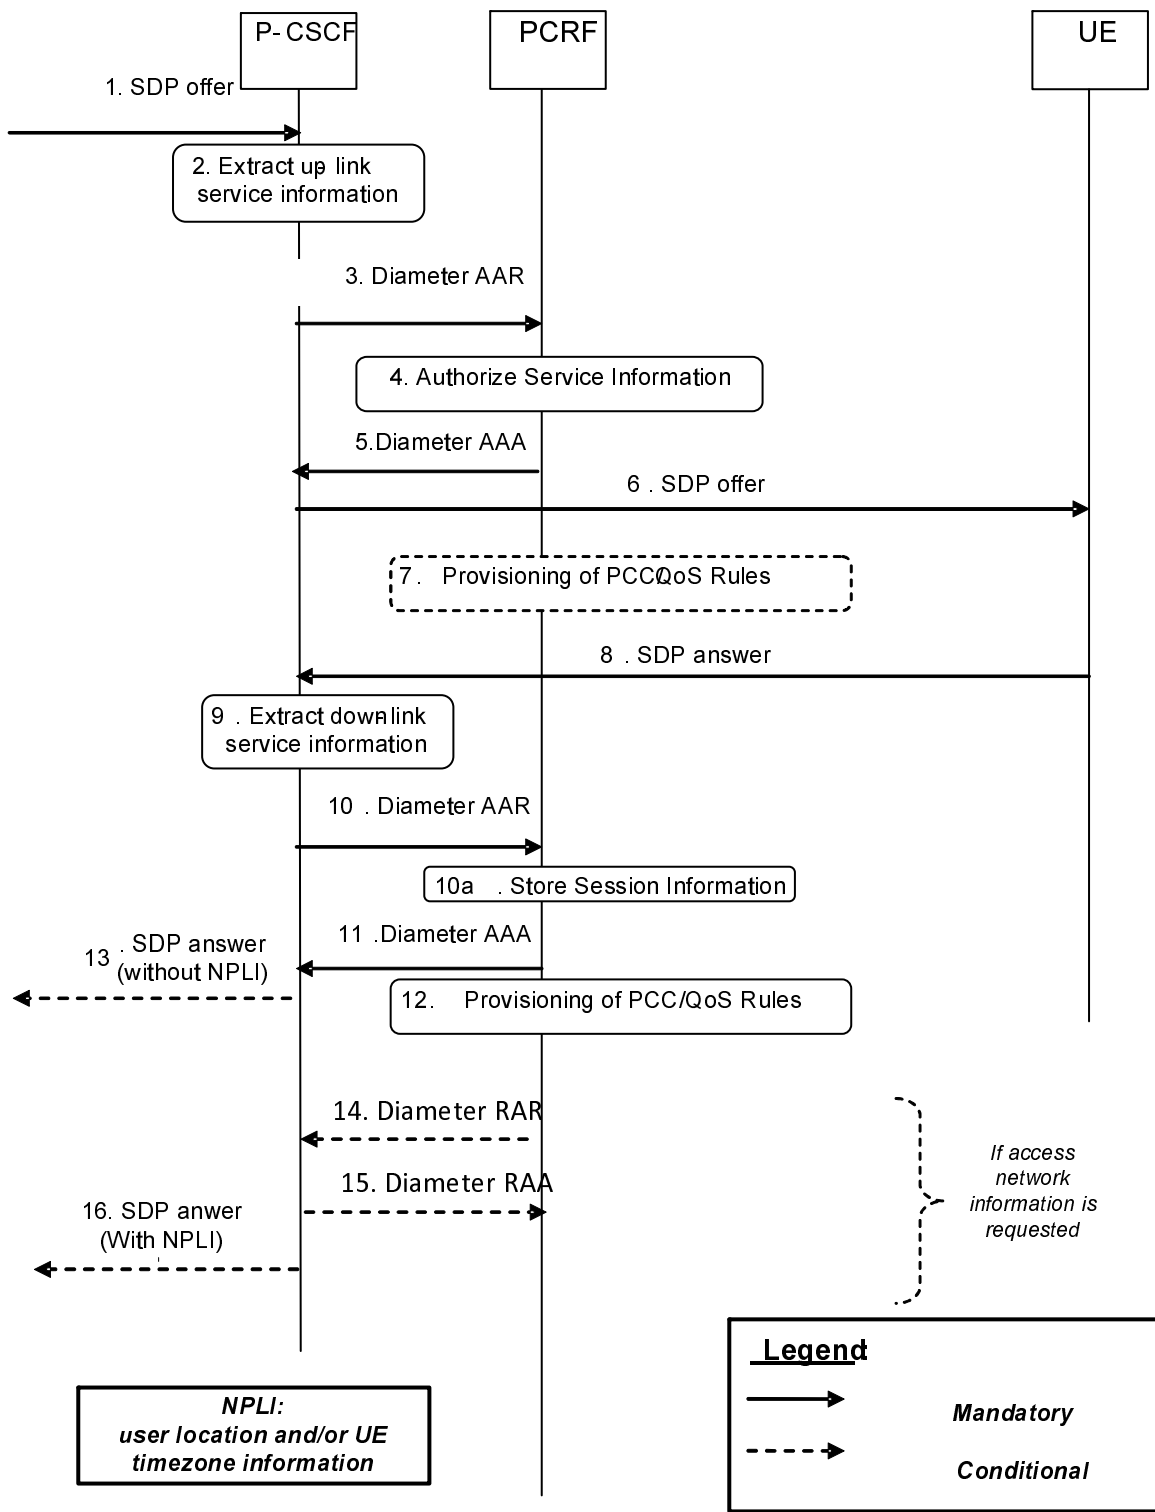 P-CSCF
PCRF
UE
1. SDP offer
2. Extract up-link
service information
3. Diameter AAR
4. Authorize Service Information
5.Diameter AAA
6 . SDP offer
7. Provisioning of PCC/QoS Rules
8 . SDP answer
9 . Extract down-link
service information
10 . Diameter AAR
10a . Store Session Information
11 .Diameter AAA
13 . SDP answer
(without NPLI)
12. Provisioning of PCC/QoS Rules
14. Diameter RAR
15. Diameter RAA
16. SDP anwer
(With NPLI)
If access
network
information is
requested
Legend:
Mandatory
Conditional
NPLI:
user location and/or UE
timezone information